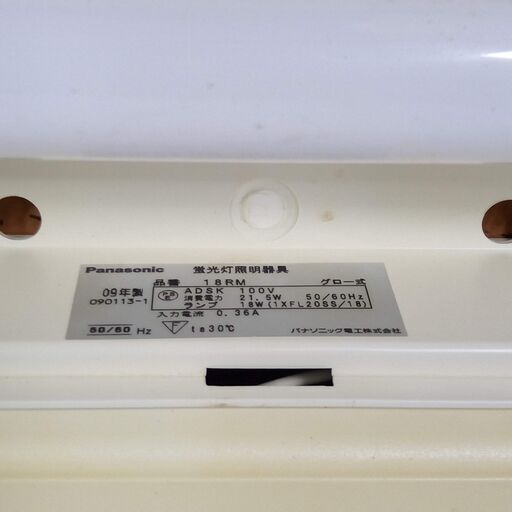 Panasonic 蛍光灯照明器具
品番 18RM グロー式
09年製
090113-1
PS E ADSK 100V
消費電力 21.5W 50/60Hz
ランプ 18W(1XFL20SS/18)
入力電流 0.36A
50/60 Hz
F ta30℃
パナソニック電工株式会社